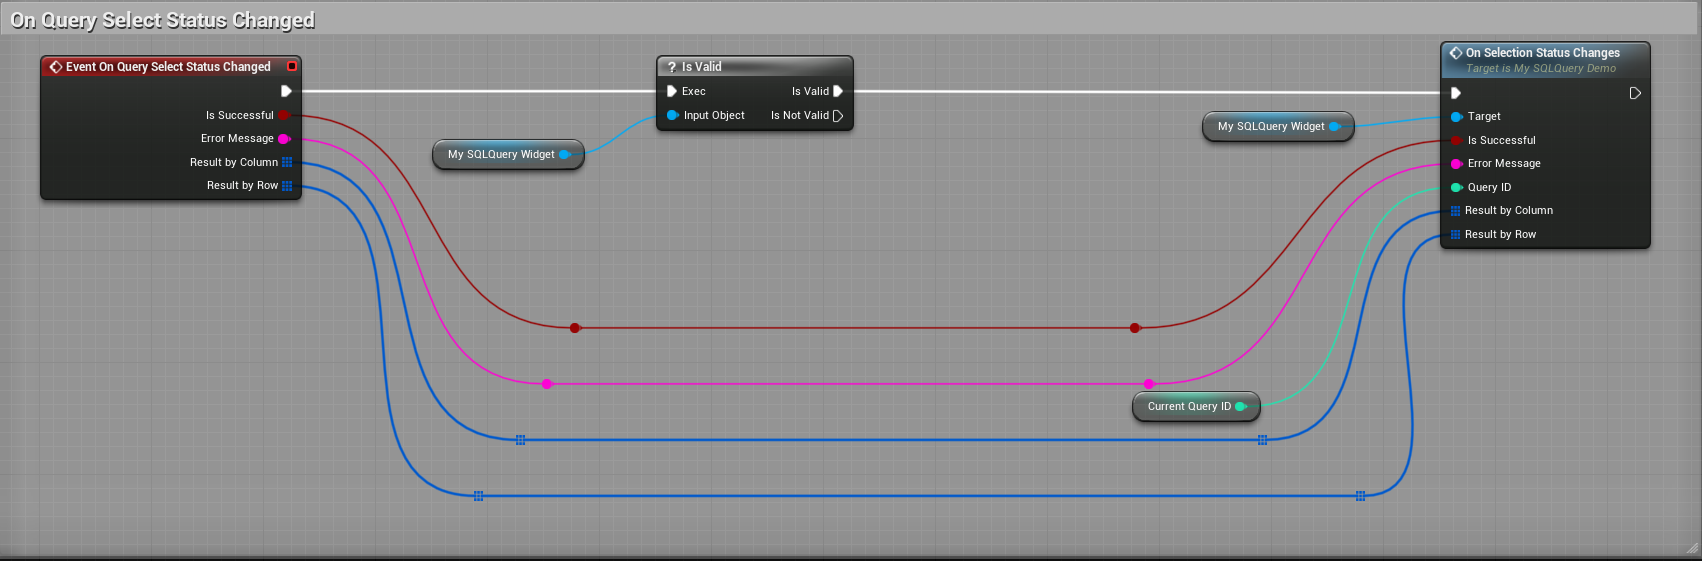 On Query Select Status Changed
Event On Query Select Status Changed
Is Successful
Error Message
Result by Column
Result by Row
My SQLQuery Widget
? Is Valid
Exec
Is Valid
Input Object
Is Not Valid
My SQLQuery Widget
Current Query ID
On Selection Status Changes
Target is My SQLQuery Demo
Target
Is Successful
Error Message
Query ID
Result by Column
Result by Row